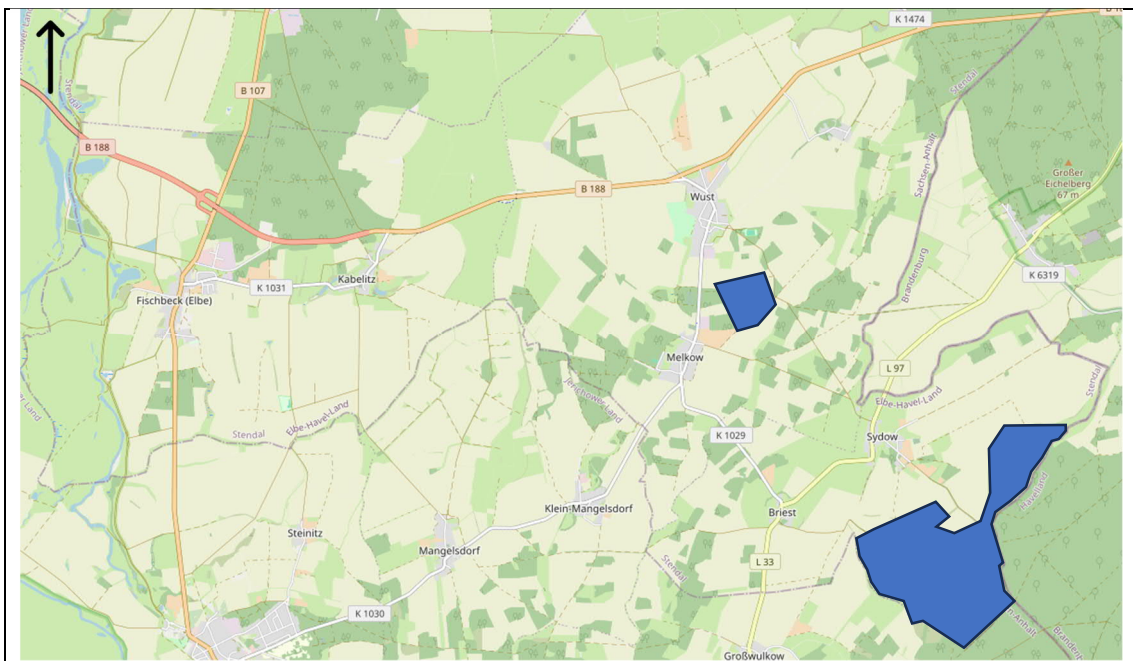 K 1474
Stendal
B 107
Stendal
B 188
Sachsen-Anhalt
Großer
Eichelberg
67 m
B 188
Wust
Brandenburg
K 6319
Kabelitz
K 1031
Fischbeck (Elbe)
Melkow
L 97
Jerichower-Land
Stendal
Elbe-Havel-Land
Elbe-Havel-Land
Stendal
K 1029
Sydow
Havelland
Klein-Mangelsdorf
Briest
Steinitz
Mangelsdorf
Stendal
L 33
K 1030
Großwulkow